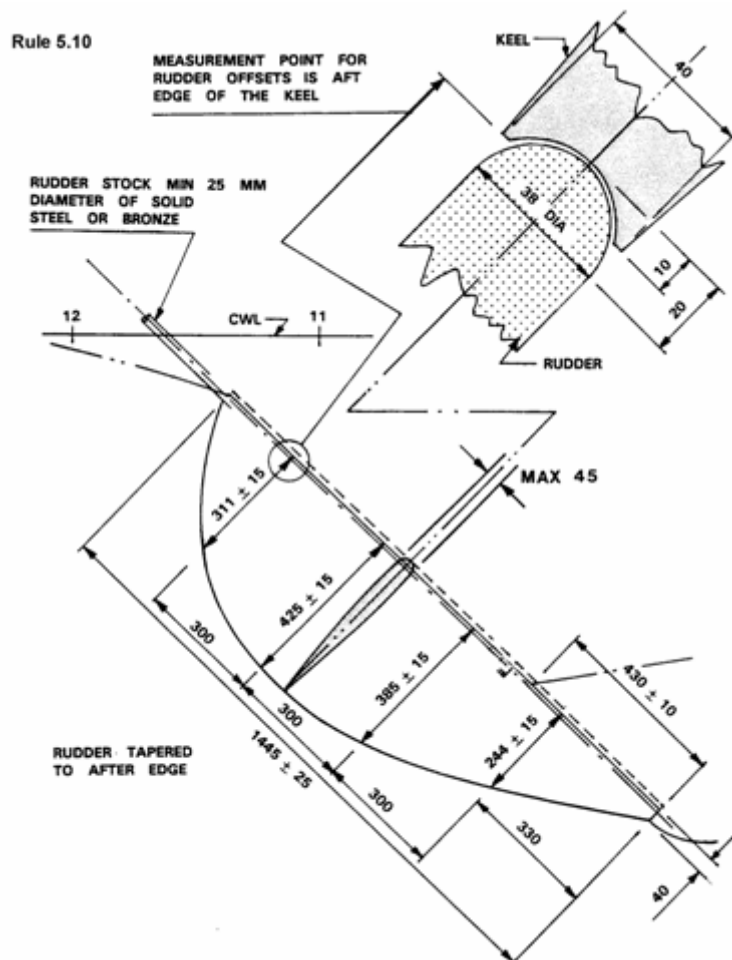 Rule 5.10
MEASUREMENT POINT FOR
RUDDER OFFSETS IS AFT
EDGE OF THE KEEL
KEEL
40
RUDDER STOCK MIN 25 MM
DIAMETER OF SOLID
STEEL OR BRONZE
38 DIA
10
20
12
CWL
11
RUDDER
311 ± 15
MAX 45
425 ± 15
300
385 ± 15
430 ± 10
300
244 ± 15
1445 ± 25
RUDDER TAPERED
TO AFTER EDGE
300
330
40